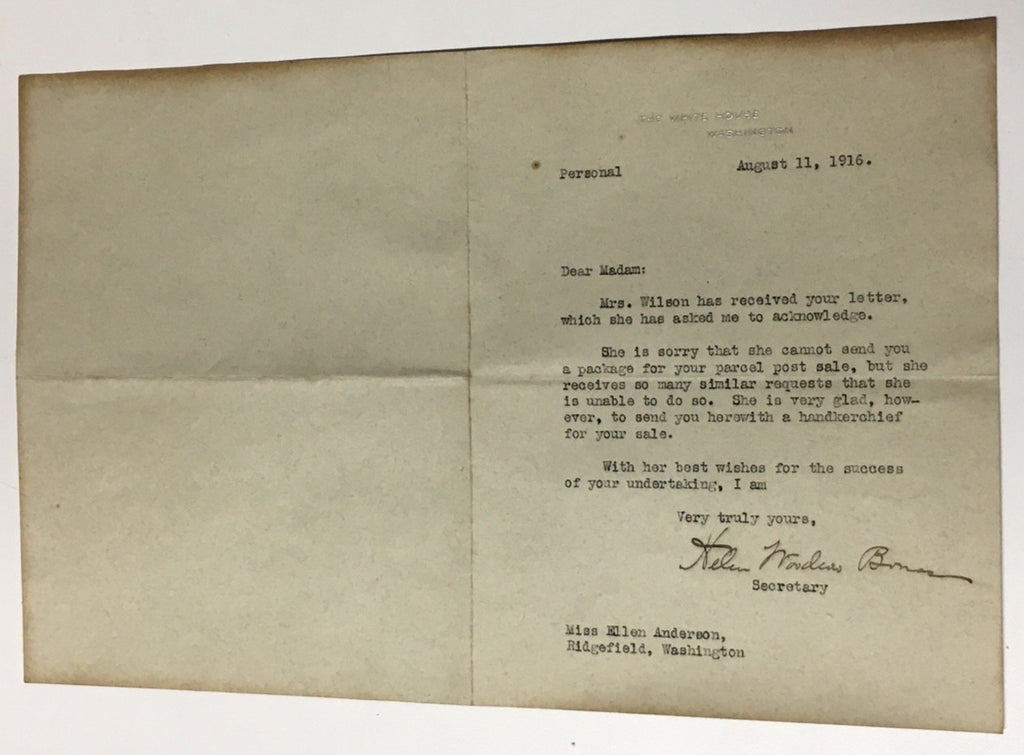 THE WHITE HOUSE
WASHINGTON
Personal
August 11, 1916.
Dear Madam:
Mrs. Wilson has received your letter,
which she has asked me to acknowledge.
She is sorry that she cannot send you
a package for your parcel post sale, but she
receives so many similar requests that she
is unable to do so. She is very glad, how-
ever, to send you herewith a handkerchief
for your sale.
With her best wishes for the success
of your undertaking, I am
Very truly yours,
Helen Woodrow Bones
Secretary
Miss Ellen Anderson,
Ridgefield, Washington